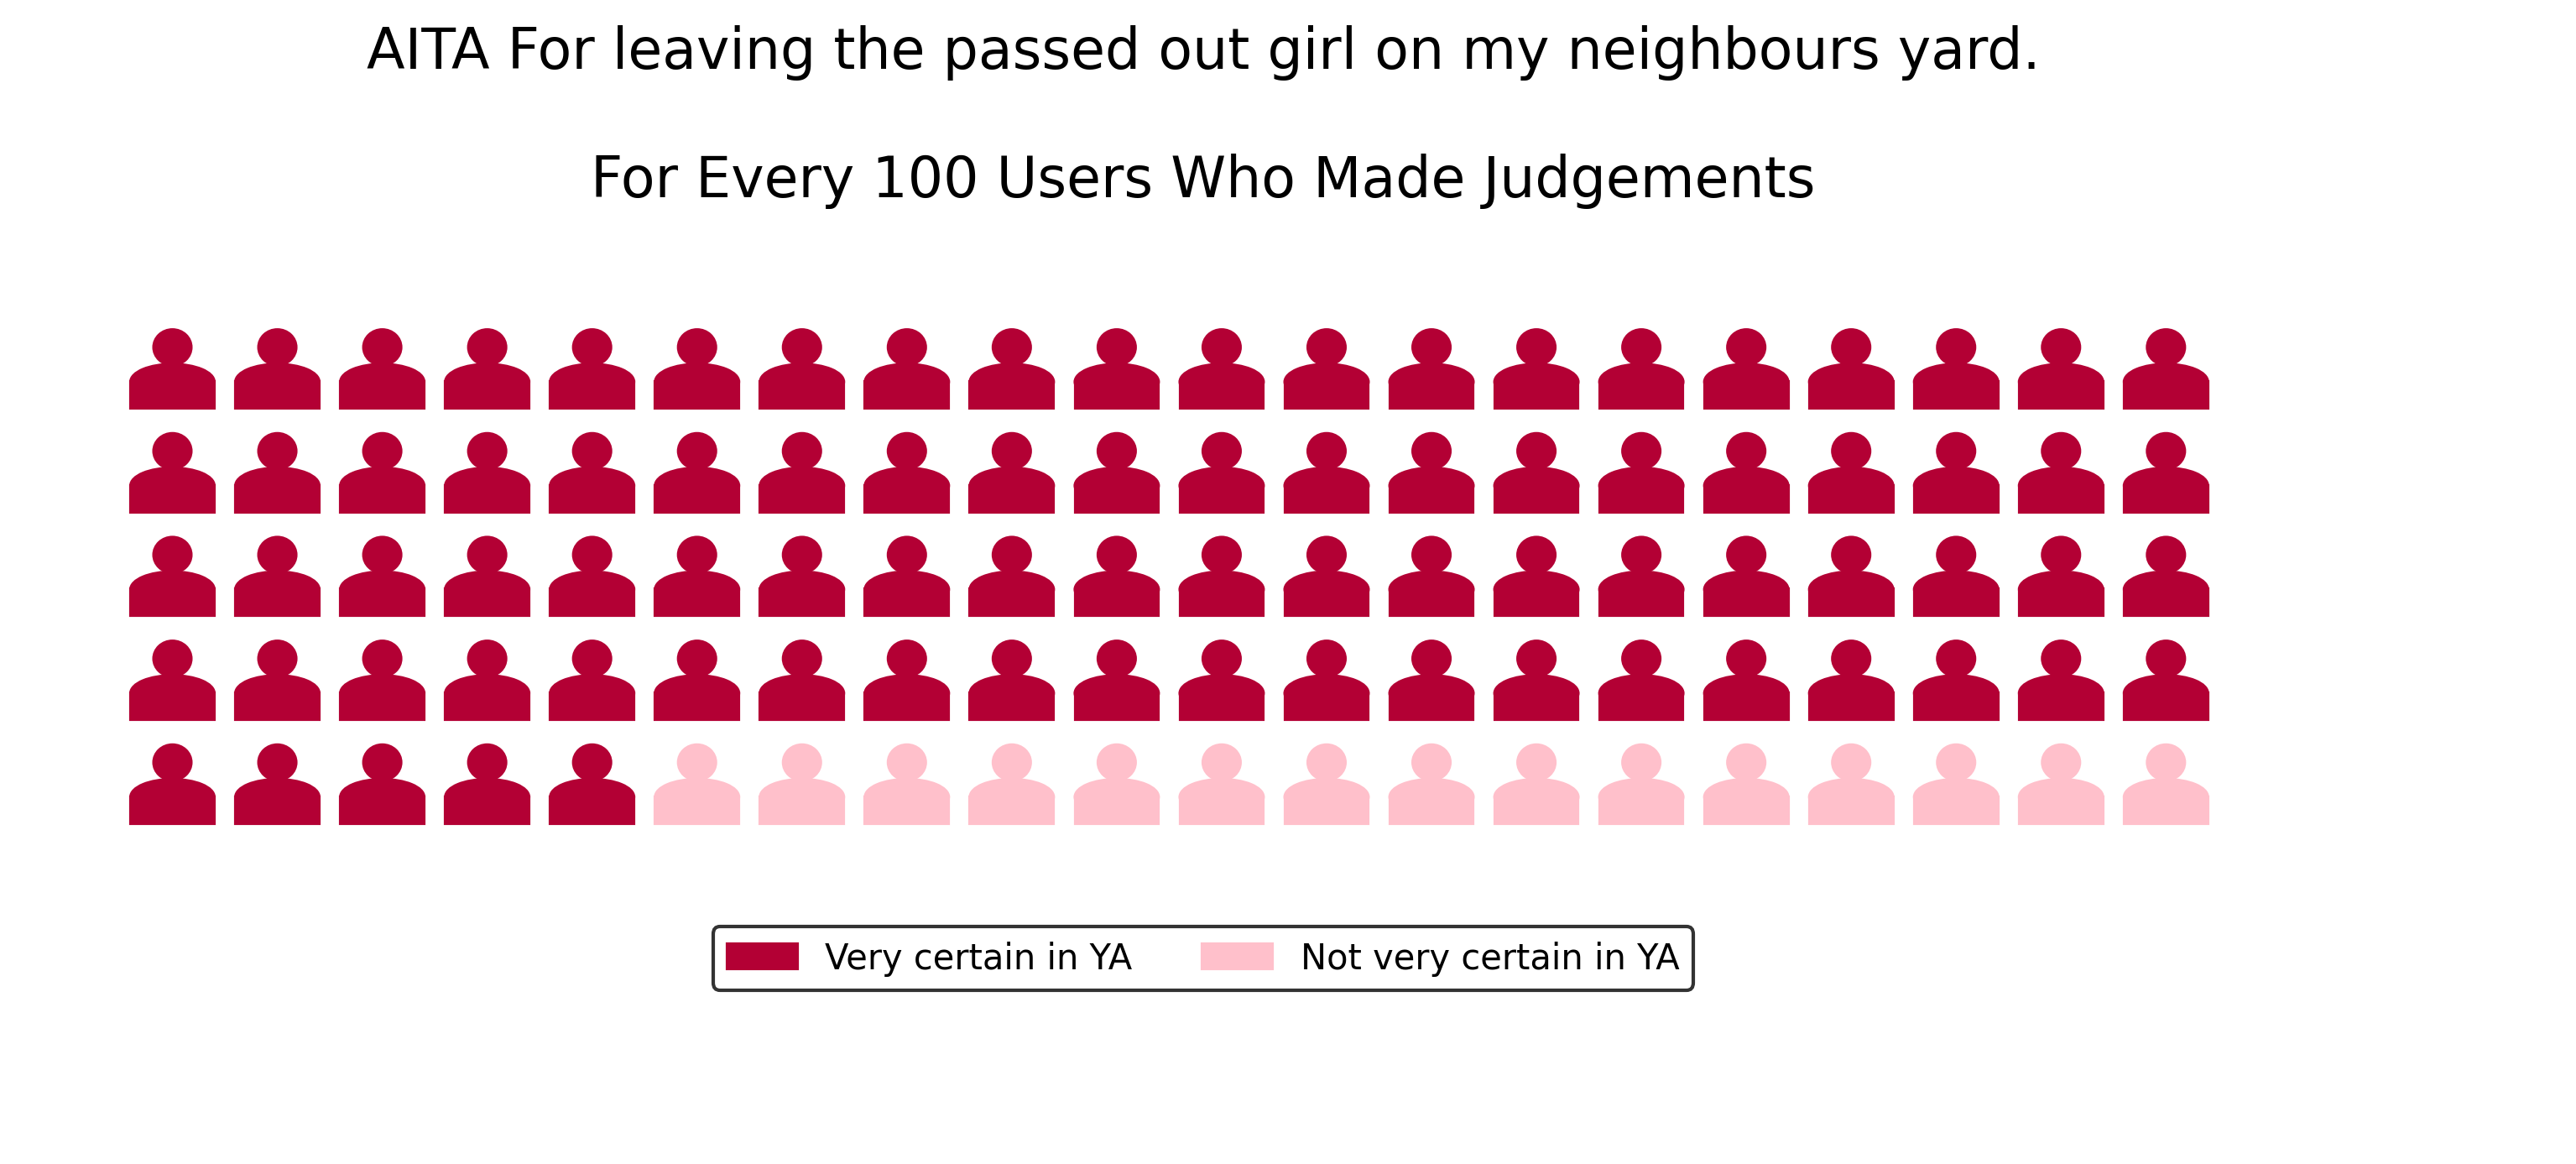 AITA For leaving the passed out girl on my neighbours yard.
For Every 100 Users Who Made Judgements
Very certain in YA
Not very certain in YA